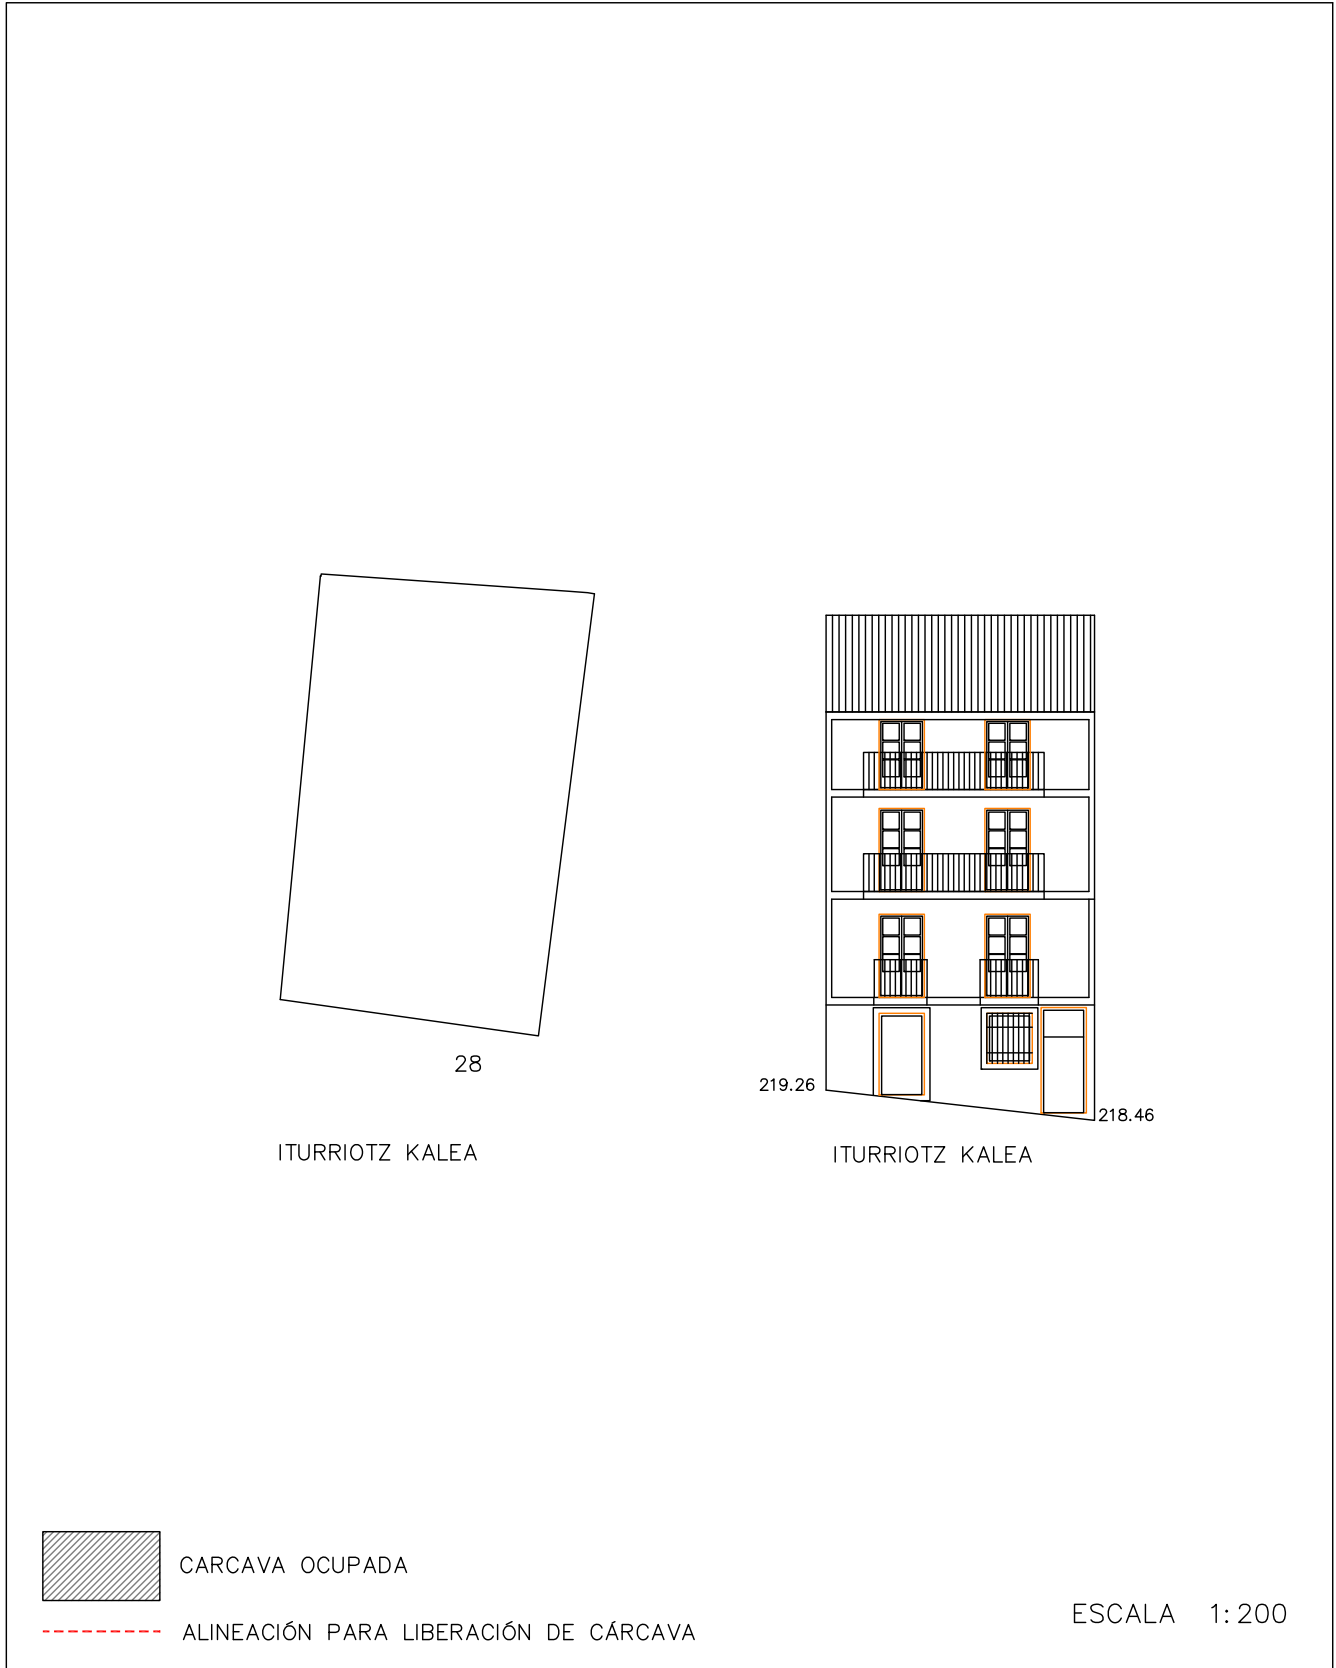 28
219.26
218.46
ITURRIOTZ KALEA
ITURRIOTZ KALEA
CARCAVA OCUPADA
ALINEACIÓN PARA LIBERACIÓN DE CÁRCAVA
ESCALA 1:200